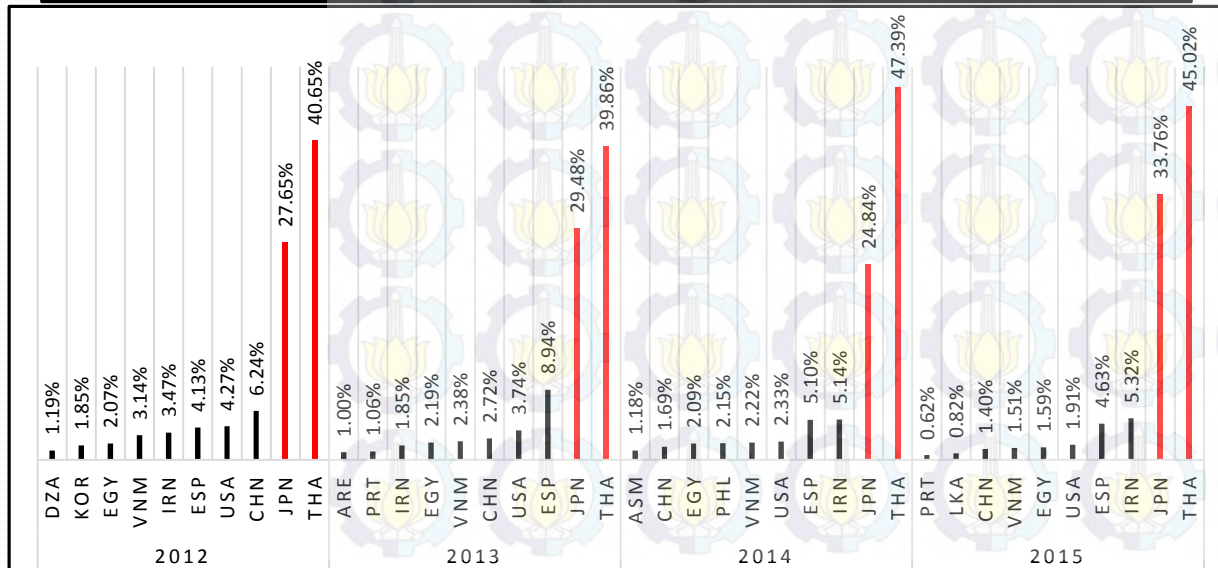 1.19%
1.85%
2.07%
3.14%
3.47%
4.13%
4.27%
6.24%
27.65%
40.65%
1.00%
1.06%
1.85%
2.19%
2.38%
2.72%
3.74%
8.94%
29.48%
39.86%
1.18%
1.69%
2.09%
2.15%
2.22%
2.33%
5.10%
5.14%
24.84%
47.39%
0.62%
0.82%
1.40%
1.51%
1.59%
1.91%
4.63%
5.32%
33.76%
45.02%
DZA
KOR
EGY
VNM
IRN
ESP
USA
CHN
JPN
THA
ARE
PRT
IRN
EGY
VNM
CHN
USA
ESP
JPN
THA
ASM
CHN
EGY
PHL
VNM
USA
ESP
IRN
JPN
THA
PRT
LKA
CHN
VNM
EGY
USA
ESP
IRN
JPN
THA
2012 2013 2014 2015